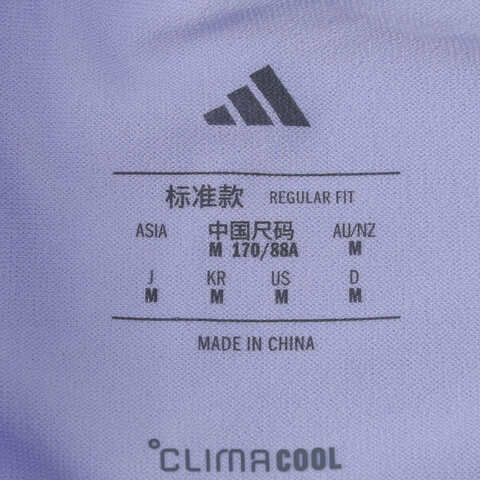 标准款 REGULAR FIT
ASIA 中国尺码 AU/NZ
M M 170/88A M
J KR US D
M M M M
MADE IN CHINA
°CLIMACOOL